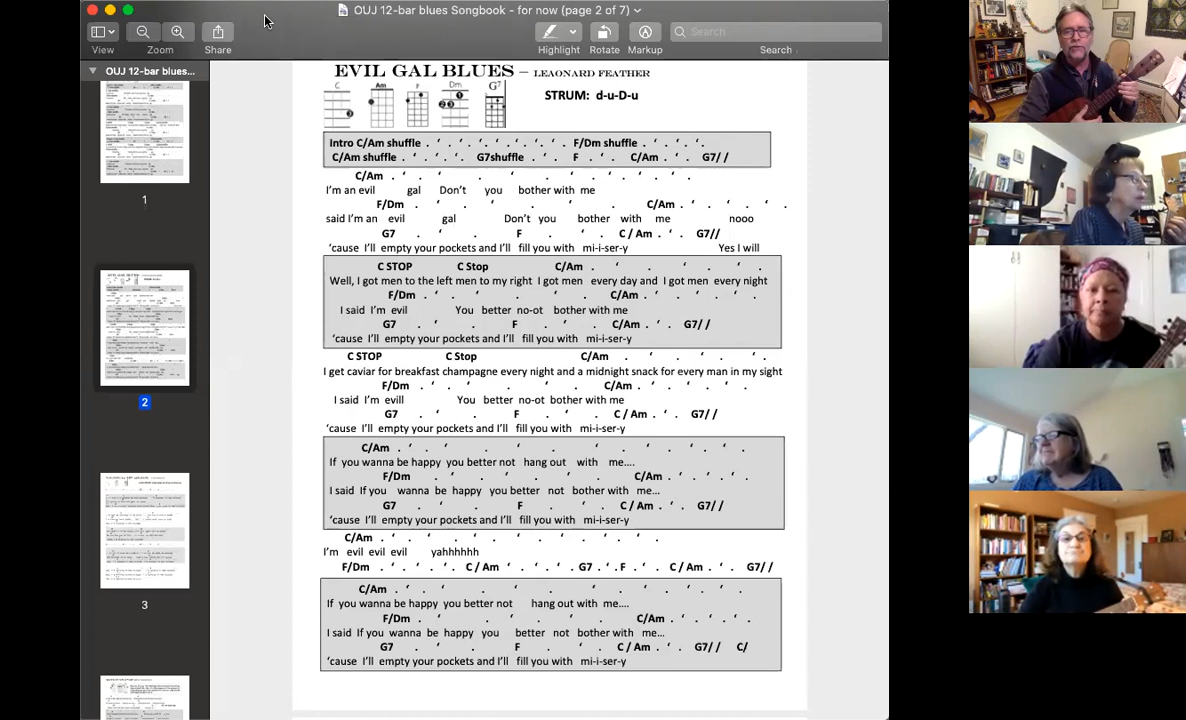 OUJ 12-bar blues Songbook - for now (page 2 of 7)
View Zoom Share Highlight Rotate Markup Search
Search
OUJ 12-bar blues...
1
2
3
EVIL GAL BLUES – LEAONARD FEATHER
C Am F Dm G7
d-u-D-u
Intro C/Am shuffle . ‘ . ‘ . ‘ . ‘ . F/Dm shuffle . ‘ . ‘ .
C/Am shuffle . ‘ . ‘ . G7shuffle . F . C/Am . ‘ . G7/ /
C/Am . ‘ . ‘ . ‘ . ‘ . ‘ .
I'm an evil gal Don't you bother with me
F/Dm . ‘ . ‘ . ‘ . C/Am . ‘ . ‘ . ‘ .
said I'm an evil gal Don't you bother with me nooo
G7 . ‘ . F . ‘ . C / Am . ‘ . G7//
‘cause I'll empty your pockets and I'll fill you with mi-i-ser-y Yes I will
C STOP C Stop C/Am . ‘ . ‘ . ‘ .
Well, I got men to the left men to my right I got men every day and I got men every night
F/Dm . ‘ . ‘ . ‘ . C/Am . ‘ . ‘ . ‘ .
I said I'm evil You better no-ot bother with me
G7 . ‘ . F . ‘ . C/Am . ‘ . G7/ /
‘cause I'll empty your pockets and I'll fill you with mi-i-ser-y
C STOP C Stop C/Am . ‘ . ‘ . ‘ .
I get caviar for breakfast champagne every night and a midnight snack for every man in my sight
F/Dm . ‘ . ‘ . ‘ . C/Am . ‘ . ‘ . ‘ .
I said I'm evill You better no-ot bother with me
G7 . ‘ . F . ‘ . C / Am . ‘ . G7/ /
‘cause I'll empty your pockets and I'll fill you with mi-i-ser-y
C/Am . ‘ . ‘ . ‘ . ‘ . ‘
If you wanna be happy you better not hang out with me....
F/Dm . ‘ . ‘ . ‘ . C/Am . ‘ . ‘ . ‘
I said If you wanna be happy you better not bother with me...
G7 . ‘ . F . ‘ . C / Am . ‘ . G7/ /
‘cause I'll empty your pockets and I'll fill you with mi-i-ser-y
C/Am . ‘ . ‘ . ‘ . ‘ . ‘ . ‘ .
I'm evil evil evil yahhhhhh
F/Dm . ‘ . ‘ . ‘ . C / Am . ‘ . ‘ . ‘ . G7 . ‘ . F . ‘ . C / Am . ‘ . G7/ /
C/Am . ‘ . ‘ . ‘ . ‘ . ‘ .
If you wanna be happy you better not hang out with me....
F/Dm . ‘ . ‘ . ‘ . C/Am . ‘ . ‘ . ‘ .
I said If you wanna be happy you better not bother with me...
G7 . ‘ . F . ‘ . C / Am . ‘ . G7/ / C/
‘cause I'll empty your pockets and I'll fill you with mi-i-ser-y